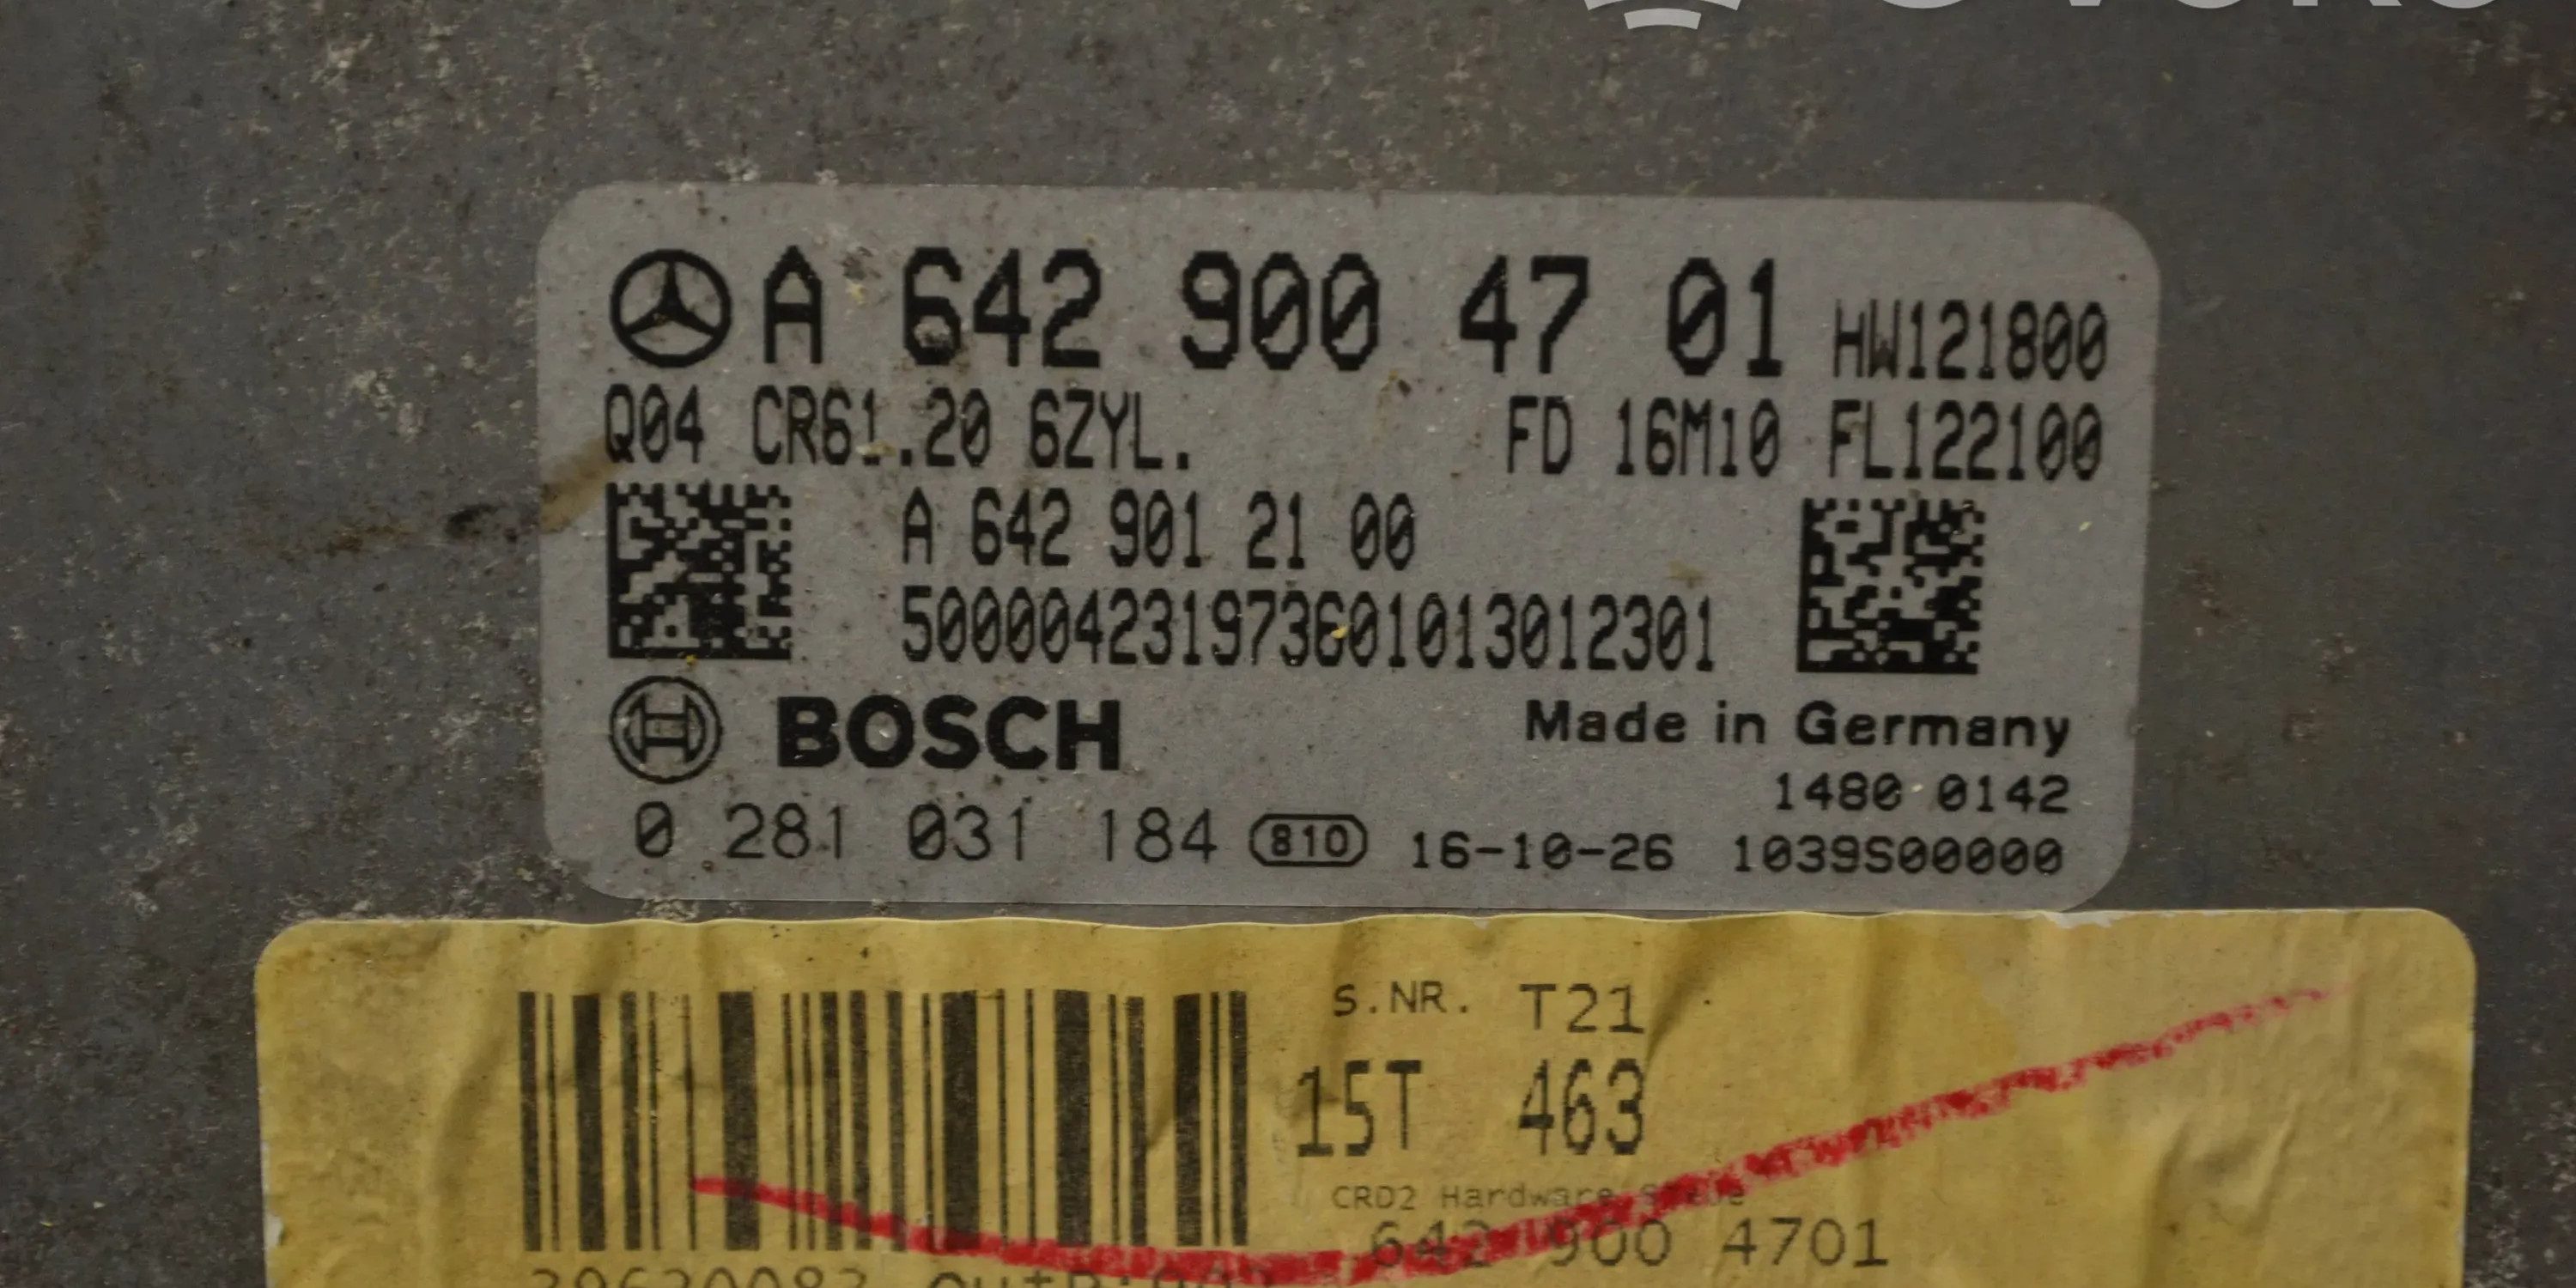 A 642 900 47 01 HW121800
Q04 CR61.20 6ZYL. FD 16M10 FL122100
A 642 901 21 00
500004231973601013012301
BOSCH Made in Germany
1480 0142
0 281 031 184 810 16-10-26 1039S00000
S.NR. T21
15T 463
CRD2 Hardware
642 900 4701